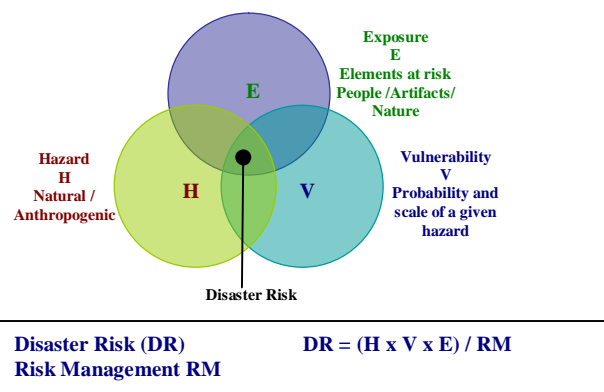 Exposure
E
Elements at risk
People /Artifacts/
Nature
E
Hazard
H
Natural /
Anthropogenic
H
V
Vulnerability
V
Probability and
scale of a given
hazard
Disaster Risk
Disaster Risk (DR)
DR = (H x V x E) / RM
Risk Management RM